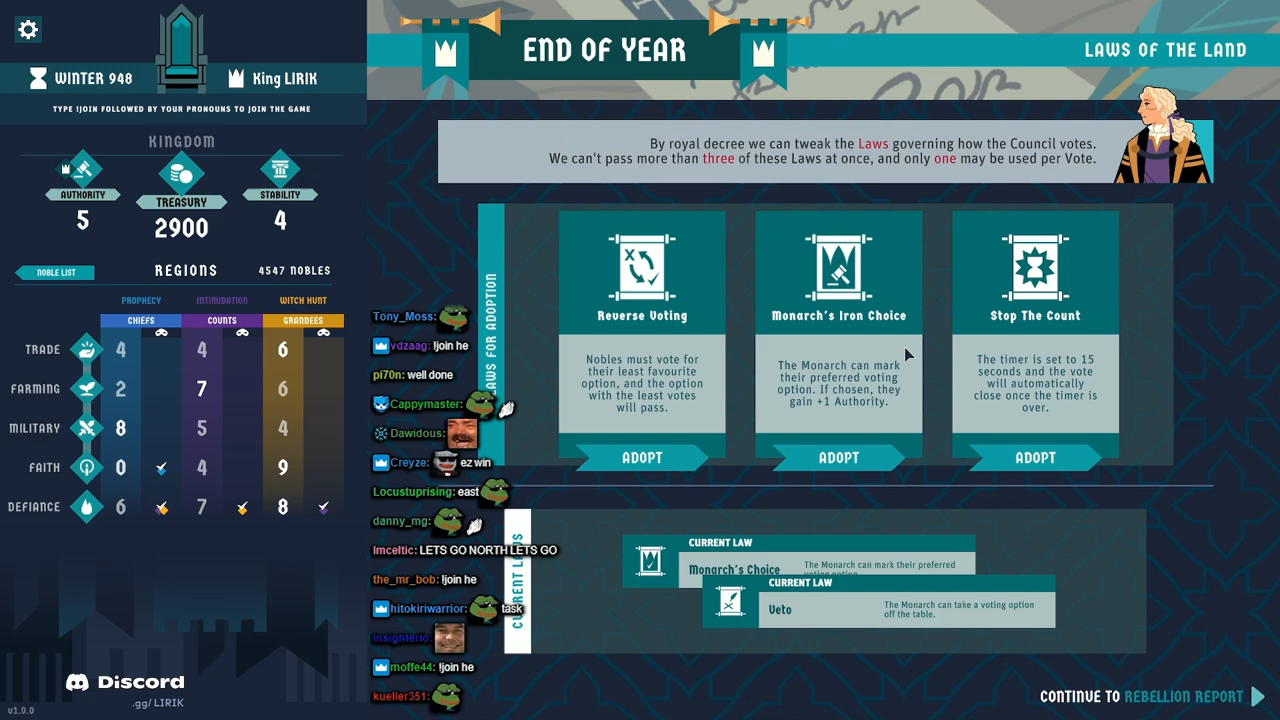 END OF YEAR
LAWS OF THE LAND
WINTER 948
King LIRIK
TYPE !JOIN FOLLOWED BY YOUR PRONOUNS TO JOIN THE GAME
By royal decree we can tweak the Laws governing how the Council votes.
We can't pass more than three of these Laws at once, and only one may be used per Vote.
KINGDOM
AUTHORITY
TREASURY
STABILITY
5
2900
4
NOBLE LIST
REGIONS
4547 NOBLES
PROPHECY
INTIMIDATION
WITCH HUNT
CHIEFS
COUNTS
GRANDEES
TRADE 4 4 6
FARMING 2 7 6
MILITARY 8 5 4
FAITH 0 4 9
DEFIANCE 6 7 8
Discord
.gg/ LIRIK
v1.0.0
LAWS FOR ADOPTION
Reverse Voting
Nobles must vote for
their least favourite
option, and the option
with the least votes
will pass.
ADOPT
Monarch's Iron Choice
The Monarch can mark
their preferred voting
option. If chosen, they
gain +1 Authority.
ADOPT
Stop The Count
The timer is set to 15
seconds and the vote
will automatically
close once the timer is
over.
ADOPT
Tony_Moss:
vdzaag: !join he
pi70n: well done
Cappymaster:
Dawidous:
Creyze: ez win
Locustuprising: east
danny_mg:
lmceltic: LETS GO NORTH LETS GO
the_mr_bob: !join he
hitokiriwarrior: task
insighterio:
moffe44: !join he
kueller351:
CURRENT LAWS
CURRENT LAW
Monarch's Choice
The Monarch can mark their preferred
voting option.
CURRENT LAW
Veto
The Monarch can take a voting option
off the table.
CONTINUE TO REBELLION REPORT